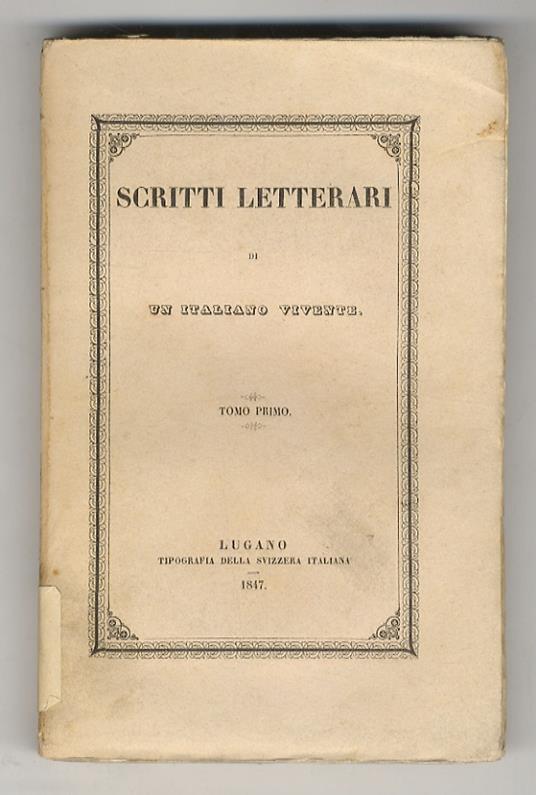 SCRITTI LETTERARI
DI
UN ITALIANO VIVENTE.
TOMO PRIMO.
LUGANO
TIPOGRAFIA DELLA SVIZZERA ITALIANA
1847.